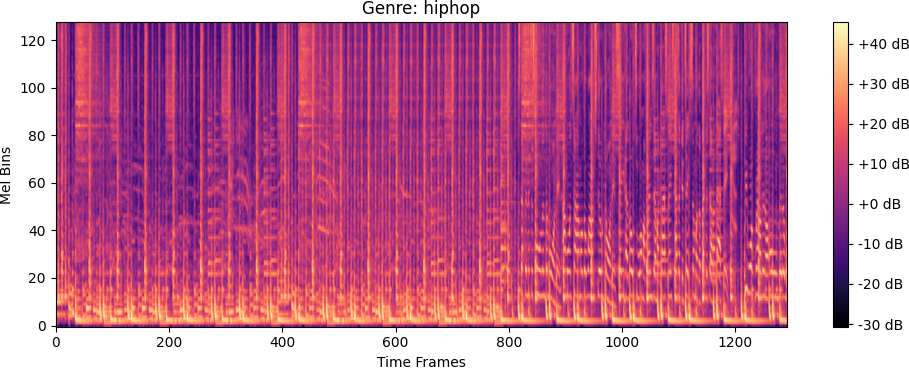 Genre: hiphop
Mel Bins
120
100
80
60
40
20
0
0 200 400 600 800 1000 1200
Time Frames
+40 dB
+30 dB
+20 dB
+10 dB
+0 dB
-10 dB
-20 dB
-30 dB